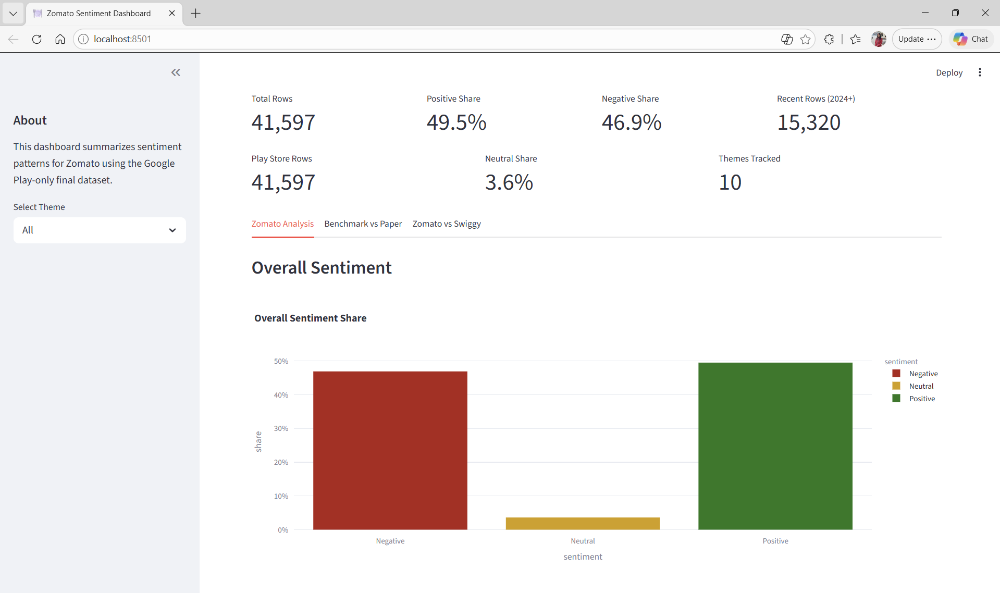 Zomato Sentiment Dashboard
localhost:8501
Update
Chat
Deploy
About
This dashboard summarizes sentiment
patterns for Zomato using the Google
Play-only final dataset.
Select Theme
All
Total Rows
41,597
Positive Share
49.5%
Negative Share
46.9%
Recent Rows (2024+)
15,320
Play Store Rows
41,597
Neutral Share
3.6%
Themes Tracked
10
Zomato Analysis
Benchmark vs Paper
Zomato vs Swiggy
Overall Sentiment
Overall Sentiment Share
50%
40%
30%
20%
10%
0%
share
Negative
Neutral
Positive
sentiment
sentiment
Negative
Neutral
Positive